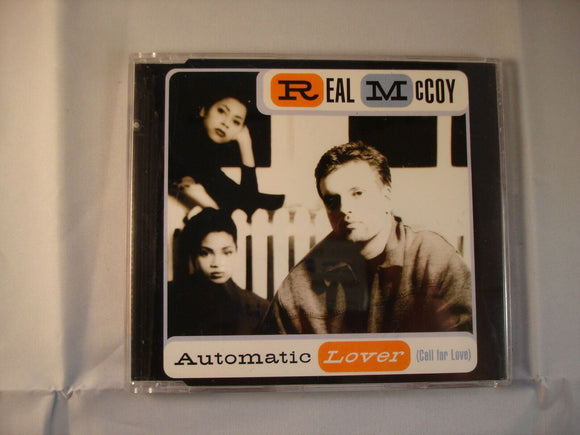 REAL McCOY
Automatic Lover (Call for Love)